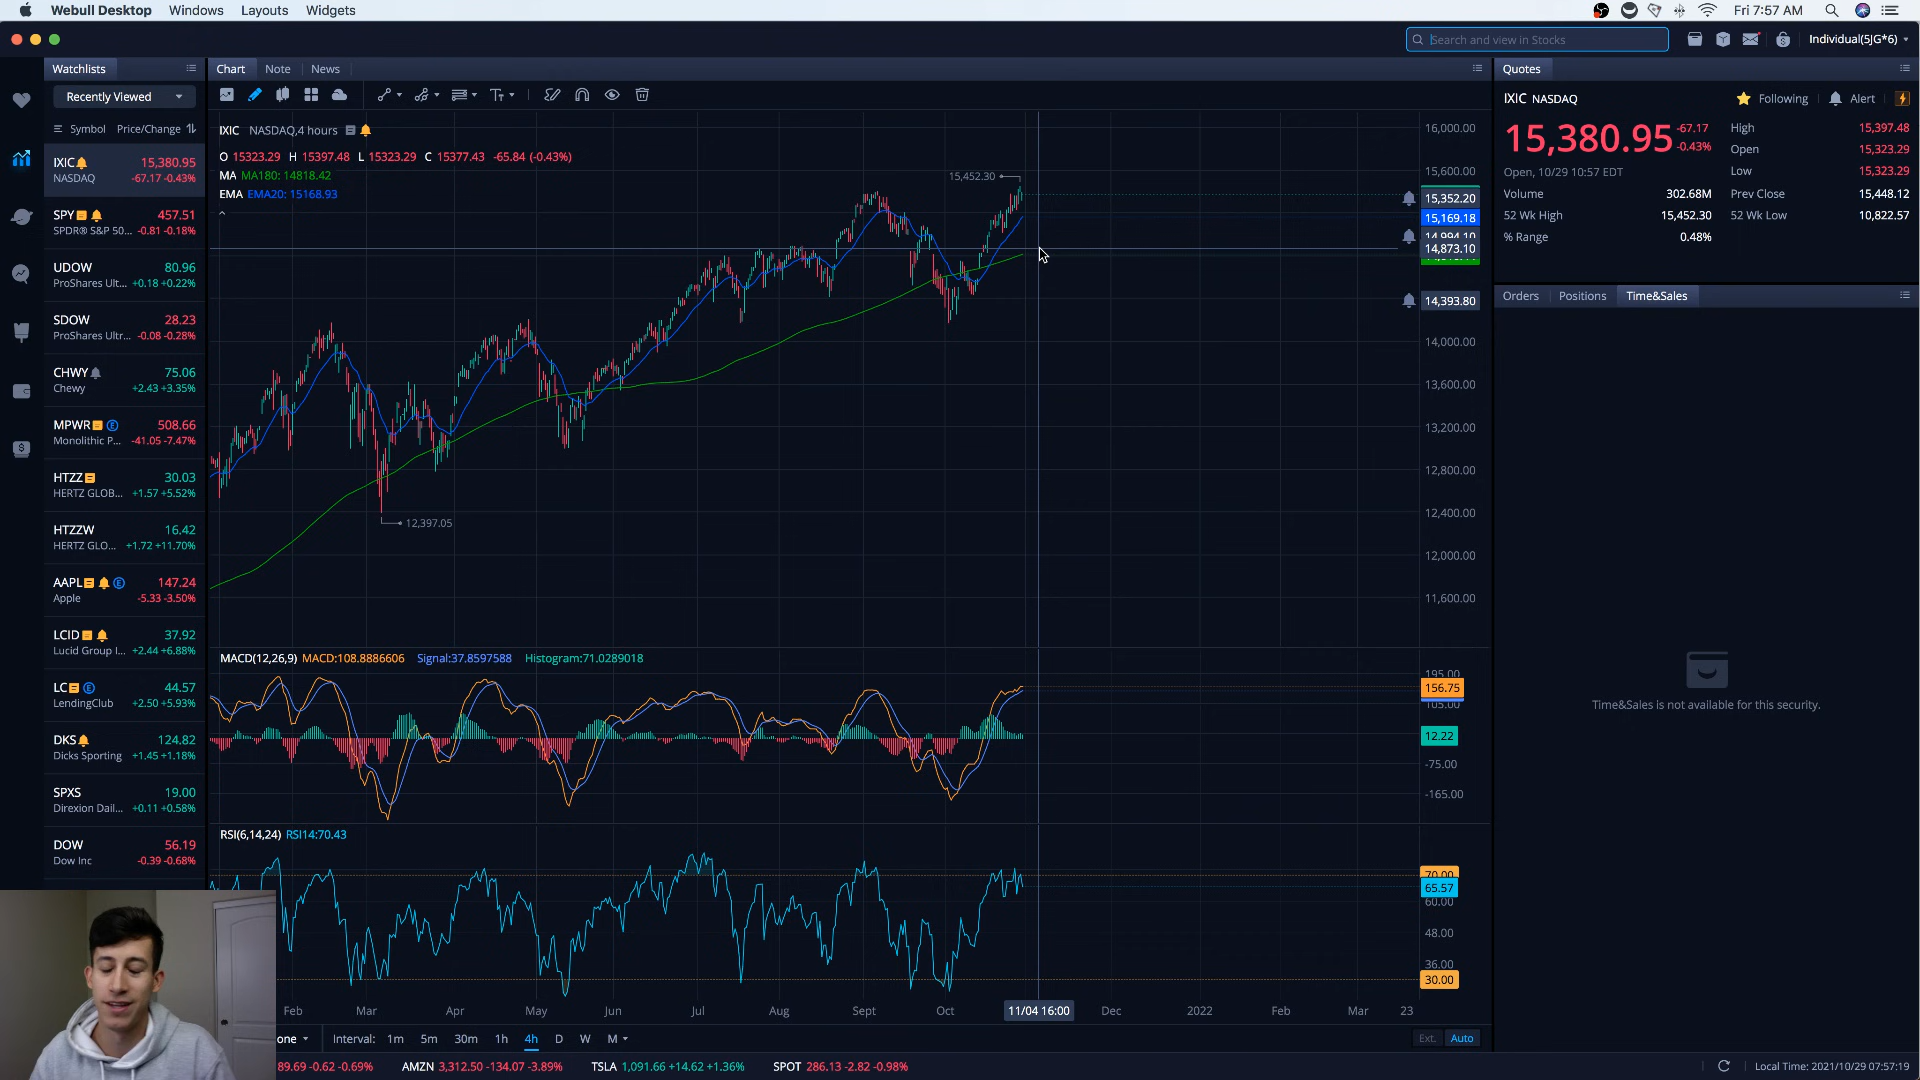 Webull Desktop Windows Layouts Widgets
Fri 7:57 AM
Search and view in Stocks
Individual(5JG*6)
Watchlists
Recently Viewed
Symbol Price/Change
IXIC 15,380.95
NASDAQ -67.17 -0.43%
SPY 457.51
SPDR® S&P 50... -0.81 -0.18%
UDOW 80.96
ProShares Ult... +0.18 +0.22%
SDOW 28.23
ProShares Ultr... -0.08 -0.28%
CHWY 75.06
Chewy +2.43 +3.35%
MPWR E 508.66
Monolithic P... -41.05 -7.47%
HTZZ 30.03
HERTZ GLOB... +1.57 +5.52%
HTZZW 16.42
HERTZ GLO... +1.72 +11.70%
AAPL E 147.24
Apple -5.33 -3.50%
LCID 37.92
Lucid Group I... +2.44 +6.88%
LC E 44.57
LendingClub +2.50 +5.93%
DKS 124.82
Dicks Sporting +1.45 +1.18%
SPXS 19.00
Direxion Dail... +0.11 +0.58%
DOW 56.19
Dow Inc -0.39 -0.68%
Chart Note News
IXIC NASDAQ,4 hours
O 15323.29 H 15397.48 L 15323.29 C 15377.43 -65.84 (-0.43%)
MA MA180: 14818.42
EMA EMA20: 15168.93
15,452.30
12,397.05
16,000.00
15,600.00
15,352.20
15,169.18
14,994.10
14,873.10
14,393.80
14,000.00
13,600.00
13,200.00
12,800.00
12,400.00
12,000.00
11,600.00
MACD(12,26,9) MACD:108.8886606 Signal:37.8597588 Histogram:71.0289018
195.00
156.75
105.00
12.22
-75.00
-165.00
RSI(6,14,24) RSI14:70.43
70.00
65.57
60.00
48.00
36.00
30.00
Feb Mar Apr May Jun Jul Aug Sept Oct 11/04 16:00 Dec 2022 Feb Mar 23
one Interval: 1m 5m 30m 1h 4h D W M
Ext. Auto
89.69 -0.62 -0.69% AMZN 3,312.50 -134.07 -3.89% TSLA 1,091.66 +14.62 +1.36% SPOT 286.13 -2.82 -0.98%
Local Time: 2021/10/29 07:57:19
Quotes
IXIC NASDAQ
Following Alert
15,380.95 -67.17
-0.43%
Open, 10/29 10:57 EDT
High 15,397.48
Open 15,323.29
Low 15,323.29
Volume 302.68M Prev Close 15,448.12
52 Wk High 15,452.30 52 Wk Low 10,822.57
% Range 0.48%
Orders Positions Time&Sales
Time&Sales is not available for this security.